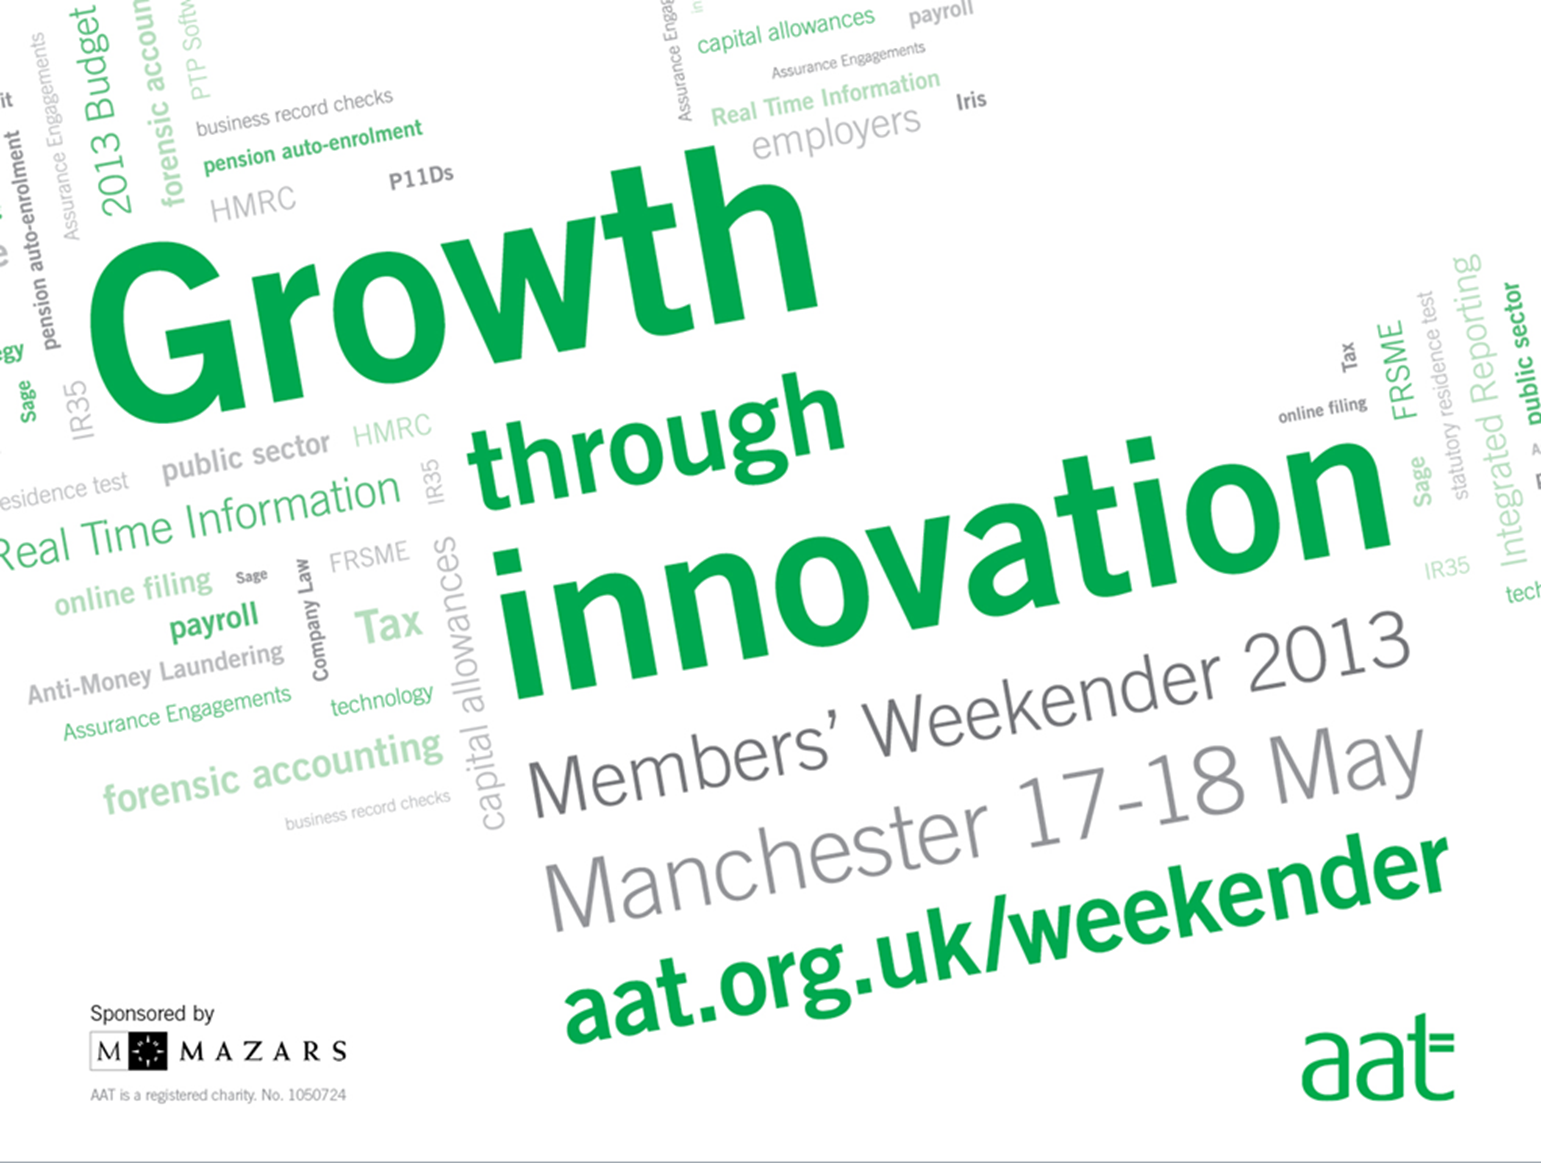 it
pension auto-enrolment
egy
Sage
Assurance Engagements
IR35
2013 Budget
forensic accoun
PTP Softw
business record checks
pension auto-enrolment
HMRC
P11Ds
Assurance Engag
in
capital allowances
payroll
Assurance Engagements
Real Time Information
employers
Iris
Growth
through
innovation
public sector
HMRC
esidence test
Real Time Information
IR35
online filing
Sage
Company Law
FRSME
payroll
Tax
Anti-Money Laundering
Assurance Engagements
technology
capital allowances
forensic accounting
business record checks
Tax
online filing
FRSME
Sage
statutory residence test
Integrated Reporting
public sector
IR35
tech
Members’ Weekender 2013
Manchester 17-18 May
aat.org.uk/weekender
Sponsored by
M MAZARS
AAT is a registered charity. No. 1050724
aat